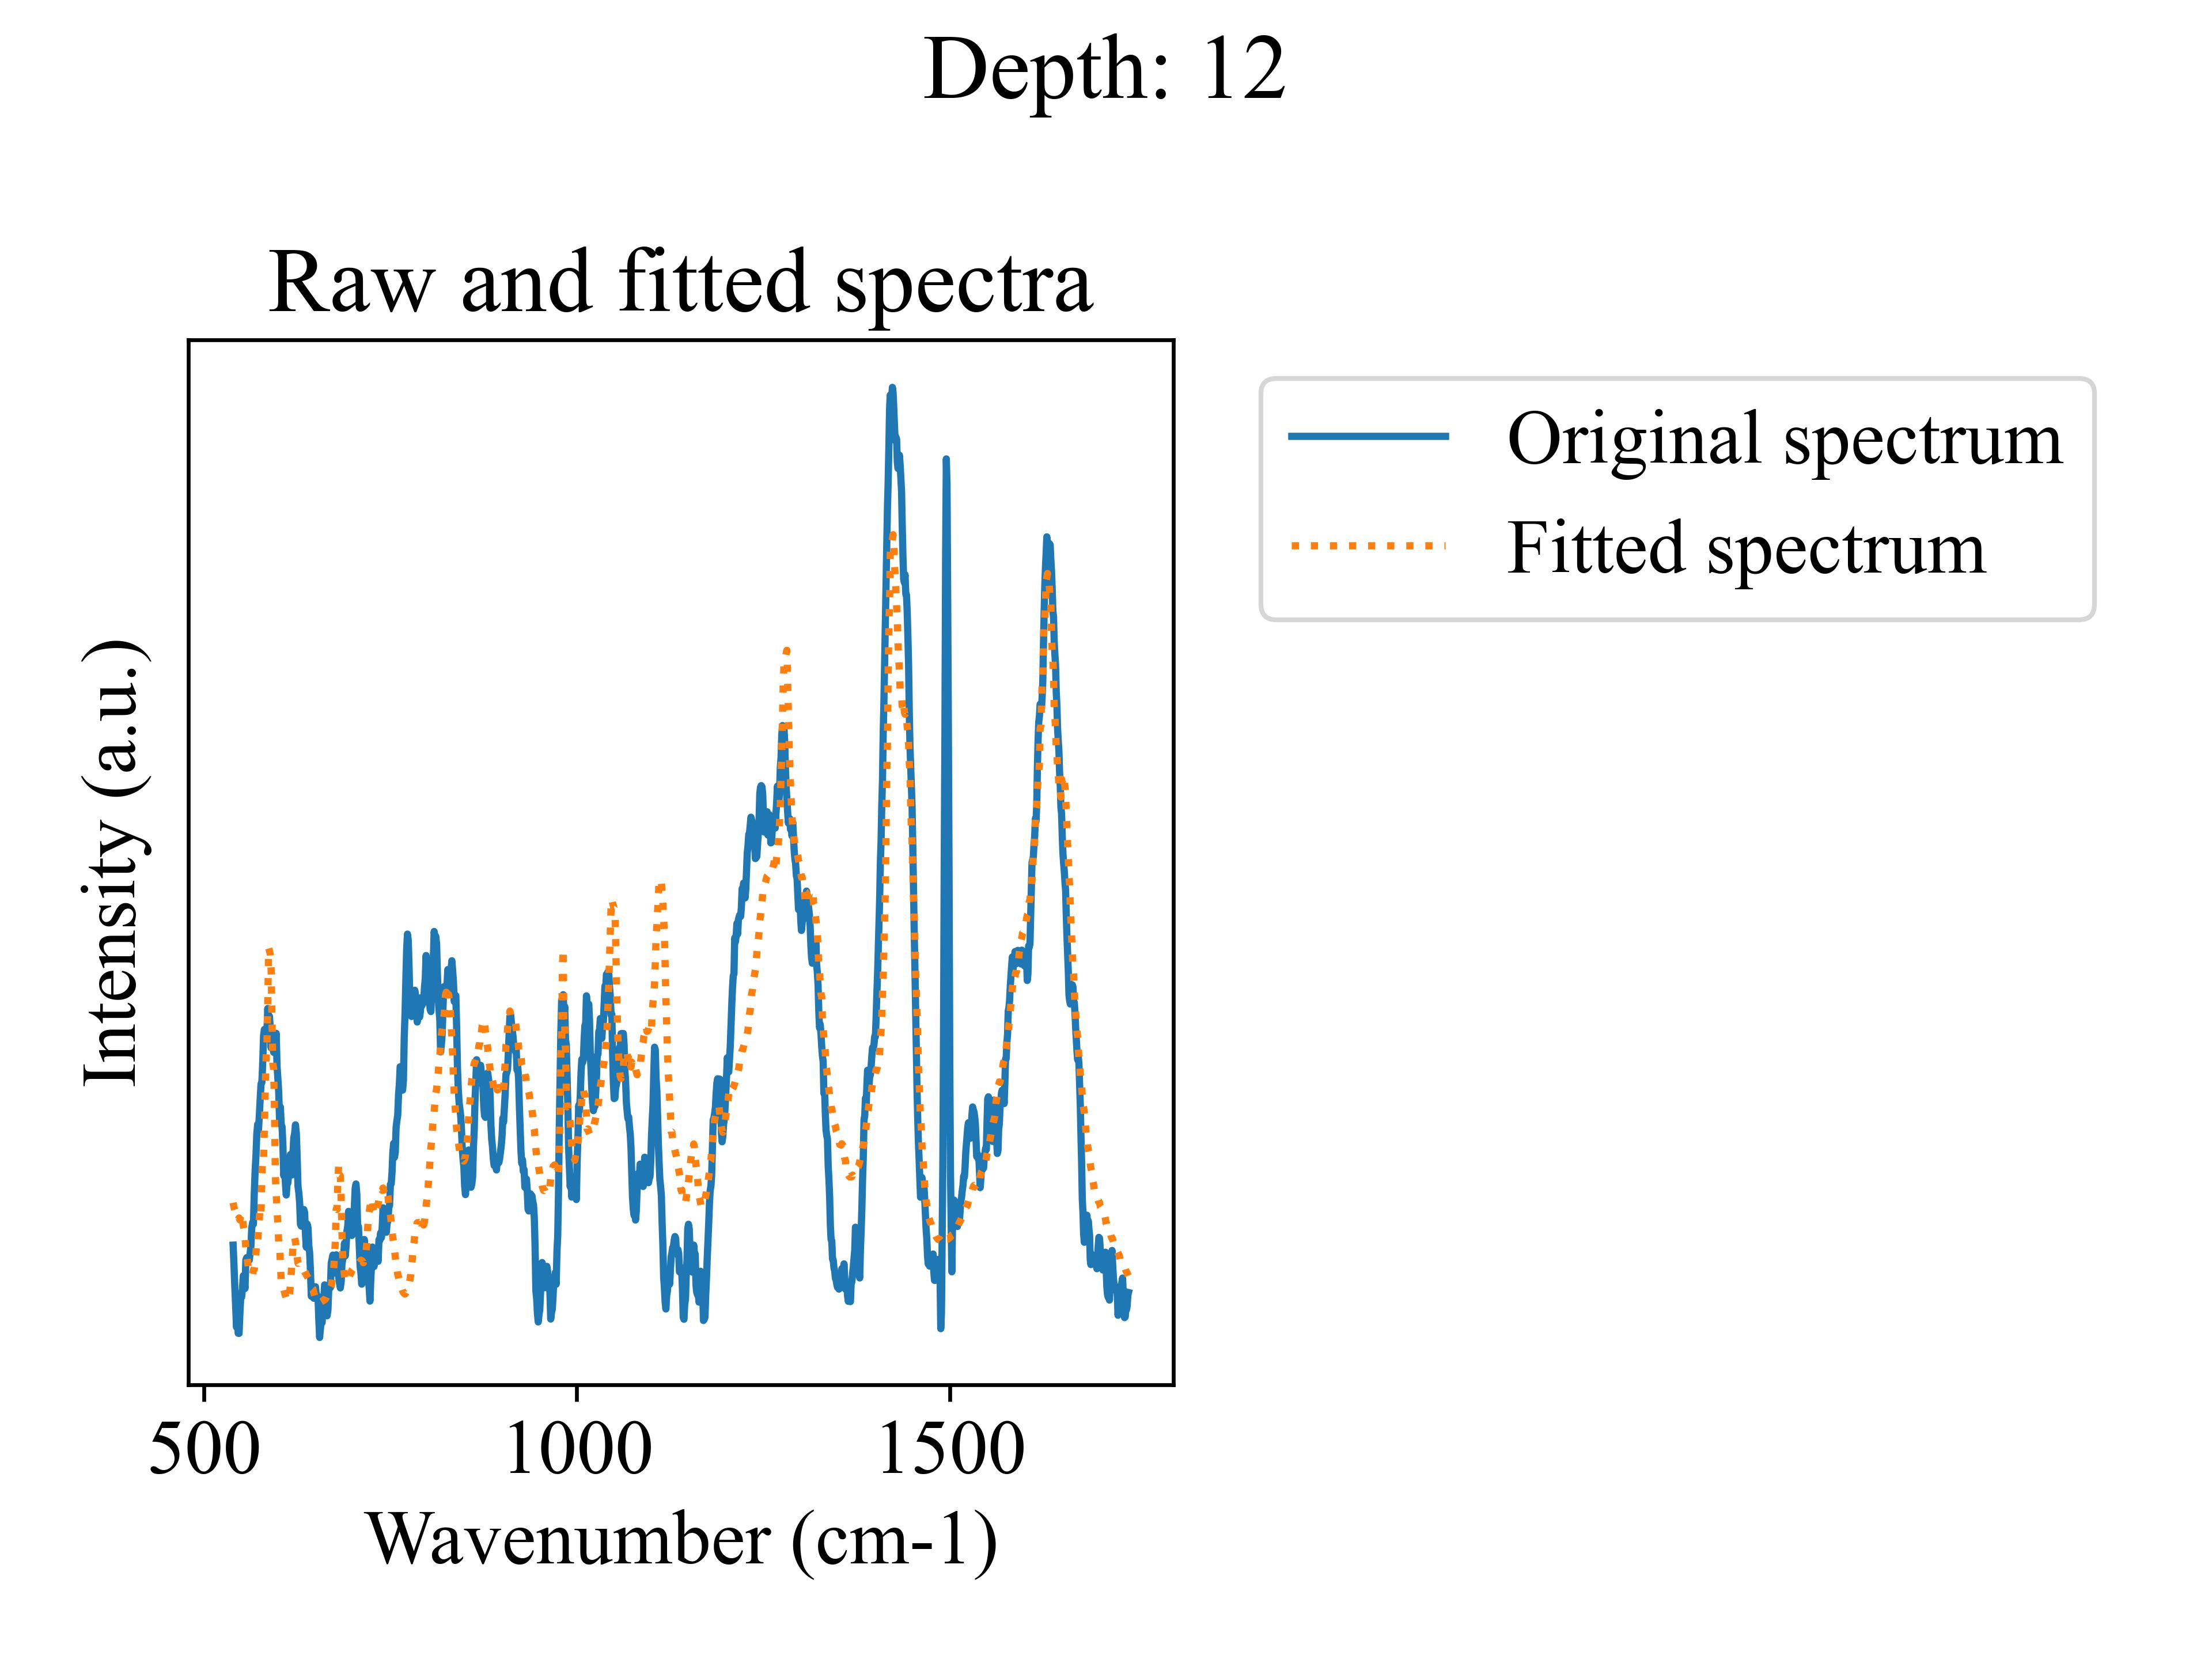 Depth: 12
Raw and fitted spectra
Original spectrum
Fitted spectrum
Intensity (a.u.)
500 1000 1500
Wavenumber (cm-1)